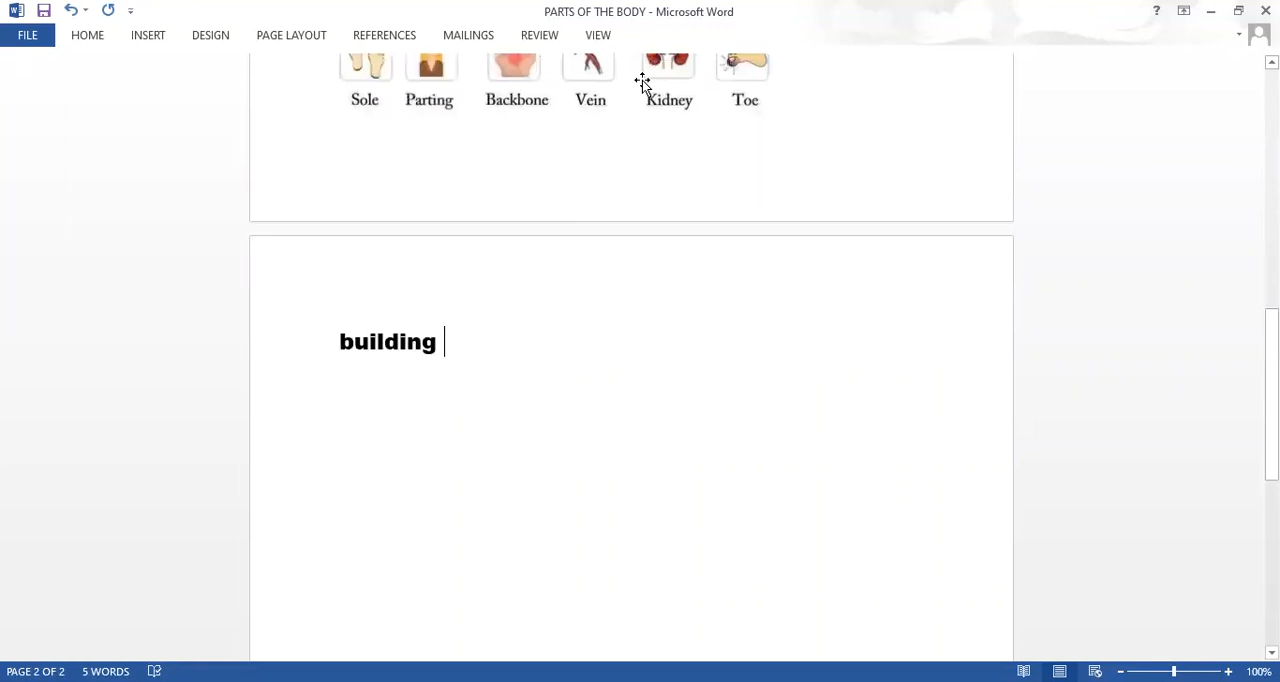 PARTS OF THE BODY - Microsoft Word
?
FILE HOME INSERT DESIGN PAGE LAYOUT REFERENCES MAILINGS REVIEW VIEW
Sole Parting Backbone Vein Kidney Toe
building
PAGE 2 OF 2 5 WORDS 100%